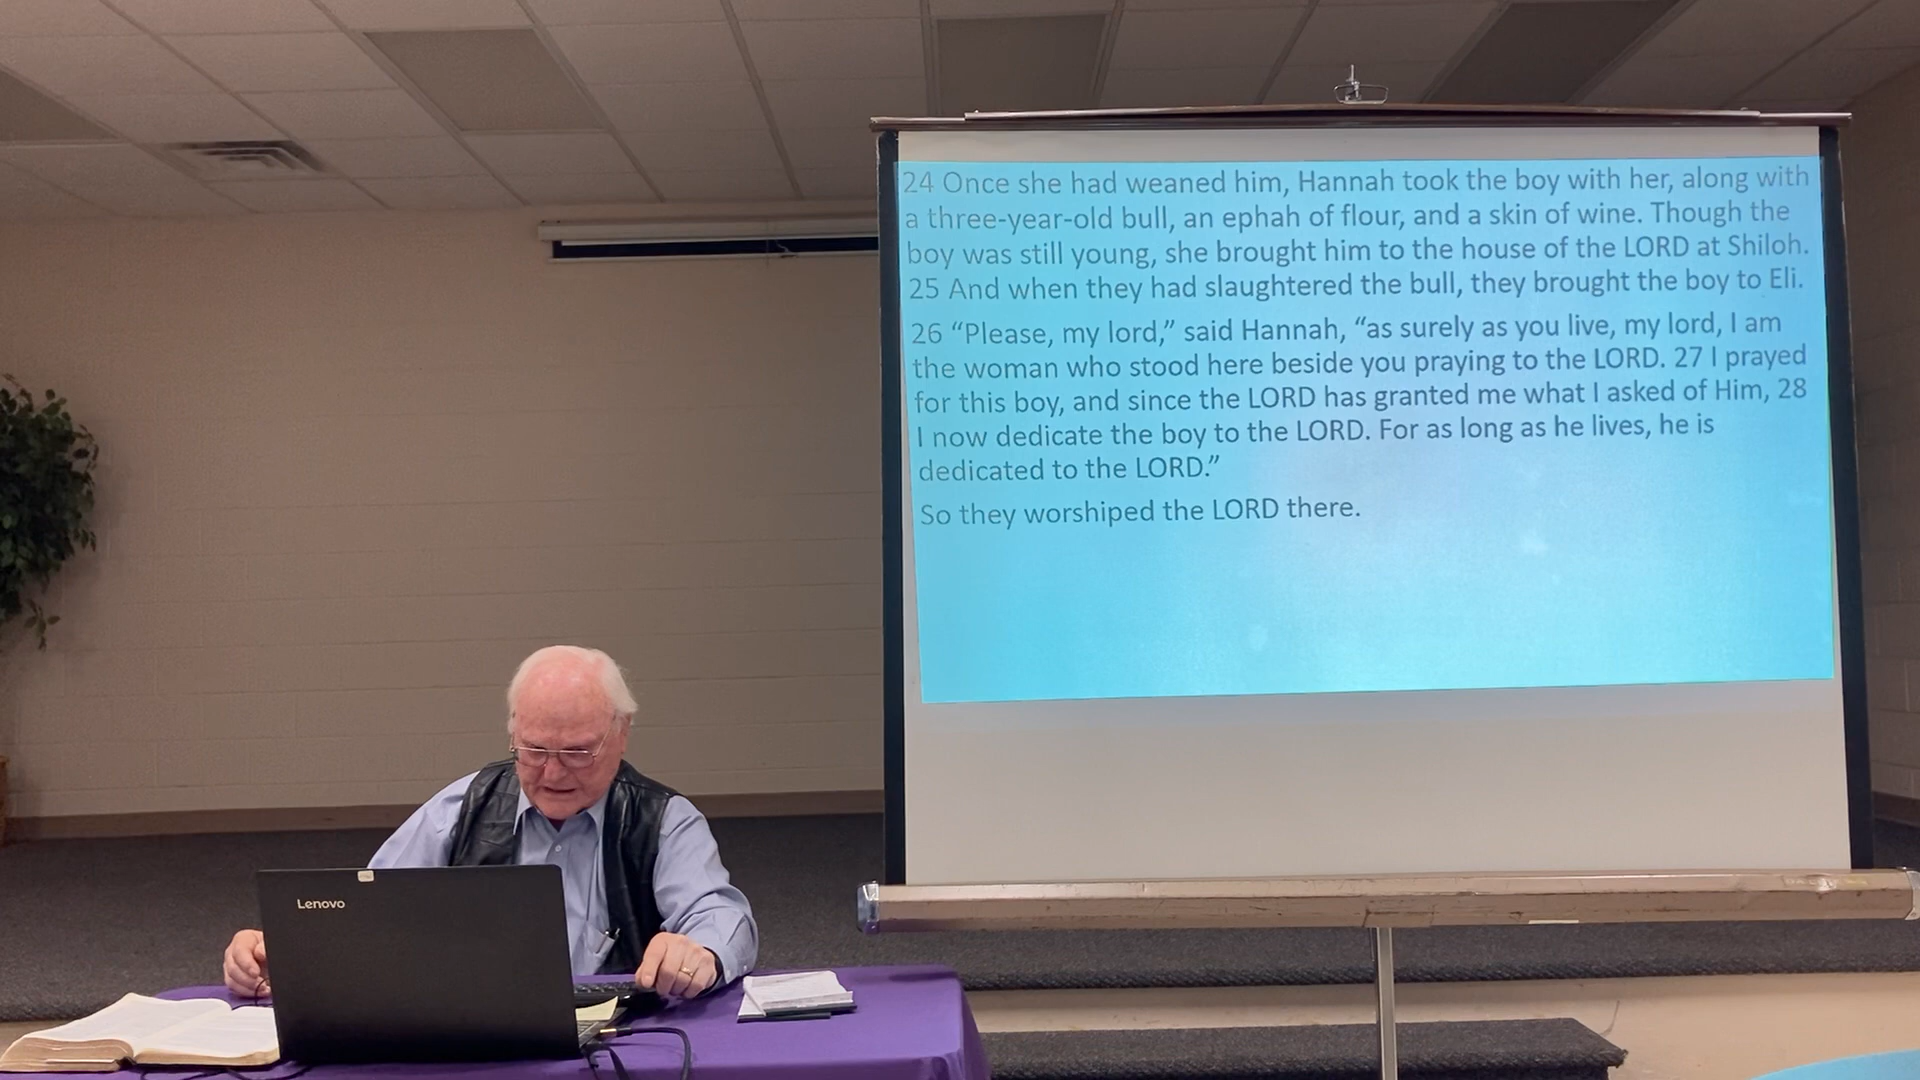 24 Once she had weaned him, Hannah took the boy with her, along with
a three-year-old bull, an ephah of flour, and a skin of wine. Though the
boy was still young, she brought him to the house of the LORD at Shiloh.
25 And when they had slaughtered the bull, they brought the boy to Eli.
26 “Please, my lord,” said Hannah, “as surely as you live, my lord, I am
the woman who stood here beside you praying to the LORD. 27 I prayed
for this boy, and since the LORD has granted me what I asked of Him, 28
I now dedicate the boy to the LORD. For as long as he lives, he is
dedicated to the LORD.”
So they worshiped the LORD there.
Lenovo